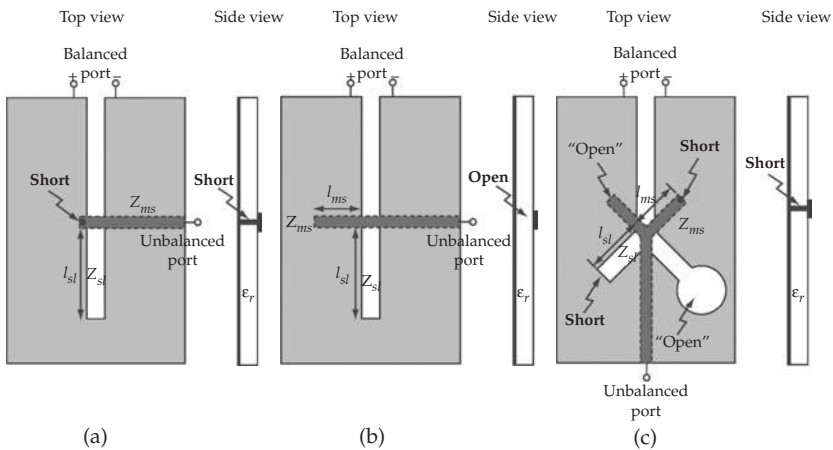 Top view
Side view
Top view
Side view
Top view
Side view
Balanced
+ port −
Balanced
+ port −
Balanced
+ port −
Short
Short
Z_ms
Unbalanced
port
l_sl
Z_sl
ε_r
l_ms
Open
Z_ms
Unbalanced
port
l_sl
Z_sl
ε_r
"Open"
Short
Short
l_ms
Z_ms
l_sl
Z_sl
Short
"Open"
ε_r
Unbalanced
port
(a)
(b)
(c)